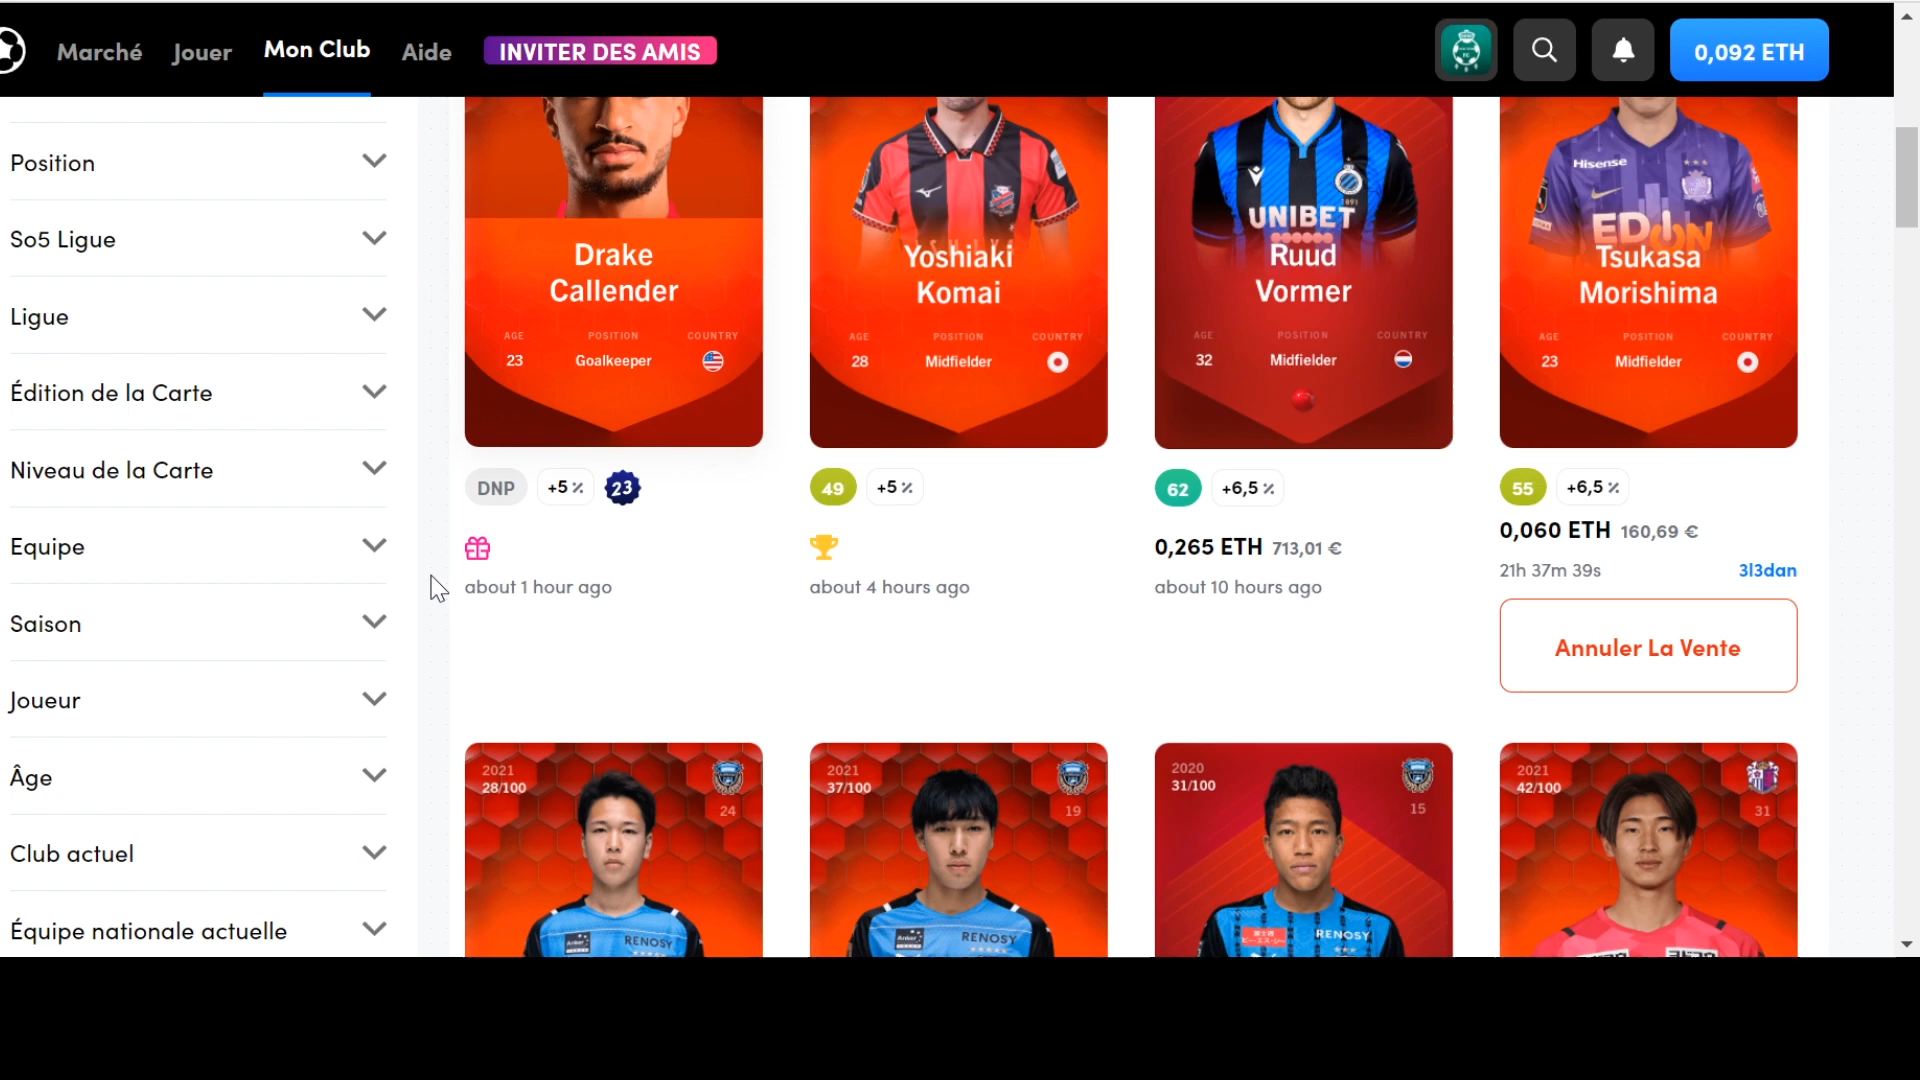 Marché Jouer Mon Club Aide INVITER DES AMIS 0,092 ETH
Position
So5 Ligue
Ligue
Édition de la Carte
Niveau de la Carte
Equipe
Saison
Joueur
Âge
Club actuel
Équipe nationale actuelle
Drake
Callender
AGE POSITION COUNTRY
23 Goalkeeper
DNP +5 % 23
about 1 hour ago
Yoshiaki
Komai
AGE POSITION COUNTRY
28 Midfielder
49 +5 %
about 4 hours ago
1891
UNIBET
Ruud
Vormer
AGE POSITION COUNTRY
32 Midfielder
62 +6,5 %
0,265 ETH 713,01 €
about 10 hours ago
Hisense
EDION
Tsukasa
Morishima
AGE POSITION COUNTRY
23 Midfielder
55 +6,5 %
0,060 ETH 160,69 €
21h 37m 39s 3l3dan
Annuler La Vente
2021
28/100
24
Anker RENOSY
2021
37/100
19
Anker RENOSY
2020
31/100
15
RENOSY
2021
42/100
31